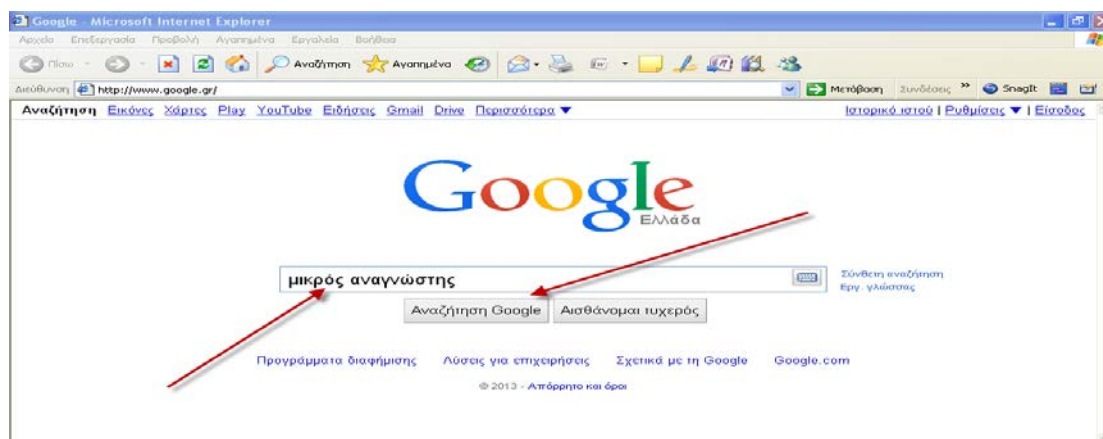 Google - Microsoft Internet Explorer
Αρχείο Επεξεργασία Προβολή Αγαπημένα Εργαλεία Βοήθεια
Πίσω Αναζήτηση Αγαπημένα
Διεύθυνση http://www.google.gr/ Μετάβαση Συνδέσεις » SnagIt
Αναζήτηση Εικόνες Χάρτες Play YouTube Ειδήσεις Gmail Drive Περισσότερα ▼ Ιστορικό ιστού | Ρυθμίσεις ▼ | Είσοδος
Google
Ελλάδα
μικρός αναγνώστης Σύνθετη αναζήτηση
Εργ. γλώσσας
Αναζήτηση Google Αισθάνομαι τυχερός
Προγράμματα διαφήμισης Λύσεις για επιχειρήσεις Σχετικά με τη Google Google.com
© 2013 - Απόρρητο και όροι